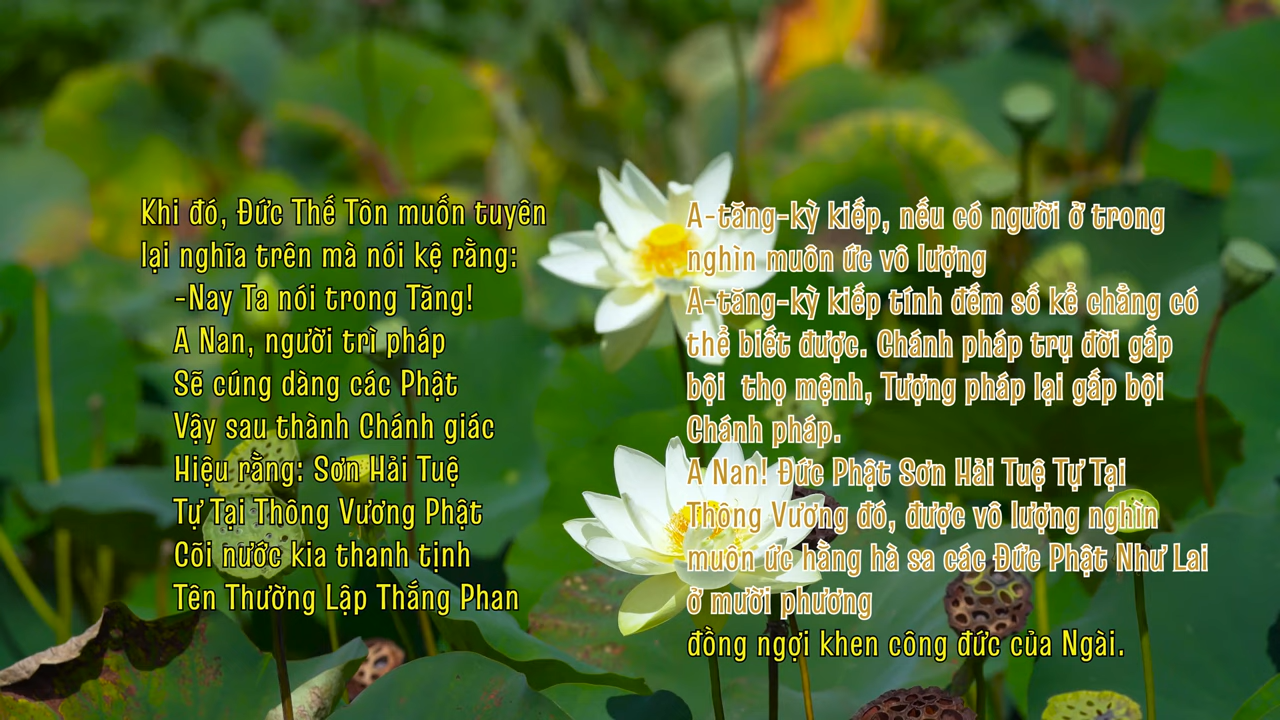 Khi đó, Đức Thế Tôn muốn tuyên
lại nghĩa trên mà nói kệ rằng:
-Nay Ta nói trong Tăng!
A Nan, người trì pháp
Sẽ cúng dàng các Phật
Vậy sau thành Chánh giác
Hiệu rằng: Sơn Hải Tuệ
Tự Tại Thông Vương Phật
Cõi nước kia thanh tịnh
Tên Thường Lập Thắng Phan
A-tăng-kỳ kiếp, nếu có người ở trong
nghìn muôn ức vô lượng
A-tăng-kỳ kiếp tính đếm số kể chẳng có
thể biết được. Chánh pháp trụ đời gấp
bội thọ mệnh, Tượng pháp lại gấp bội
Chánh pháp.
A Nan! Đức Phật Sơn Hải Tuệ Tự Tại
Thông Vương đó, được vô lượng nghìn
muôn ức hằng hà sa các Đức Phật Như Lai
ở mười phương
đồng ngợi khen công đức của Ngài.